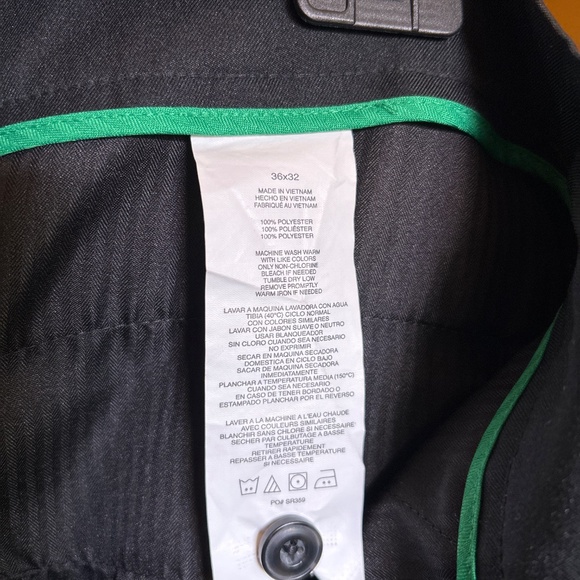 36x32
MADE IN VIETNAM
HECHO EN VIETNAM
FABRIQUÉ AU VIETNAM
100% POLYESTER
100% POLIÉSTER
100% POLYESTER
MACHINE WASH WARM
WITH LIKE COLORS
ONLY NON-CHLORINE
BLEACH IF NEEDED
TUMBLE DRY LOW
REMOVE PROMPTLY
WARM IRON IF NEEDED
LAVAR A MAQUINA LAVADORA CON AGUA
TIBIA (40°C) CICLO NORMAL
CON COLORES SIMILARES
LAVAR CON JABON SUAVE O NEUTRO
USAR BLANQUEADOR
SIN CLORO CUANDO SEA NECESARIO
NO EXPRIMIR
SECAR EN MAQUINA SECADORA
DOMESTICA EN CICLO BAJO
SACAR DE MAQUINA SECADORA
INMEDIATAMENTE
PLANCHAR A TEMPERATURA MEDIA (150°C)
CUANDO SEA NECESARIO
EN CASO DE TENER BORDADO O
ESTAMPADO PLANCHAR POR EL REVERSO
LAVER A LA MACHINE A L'EAU CHAUDE
AVEC COULEURS SIMILAIRES
BLANCHIR SANS CHLORE SI NECESSAIRE
SECHER PAR CULBUTAGE A BASSE
TEMPERATURE
RETIRER RAPIDEMENT
REPASSER A BASSE TEMPERATURE
SI NECESSAIRE
PO# SR359